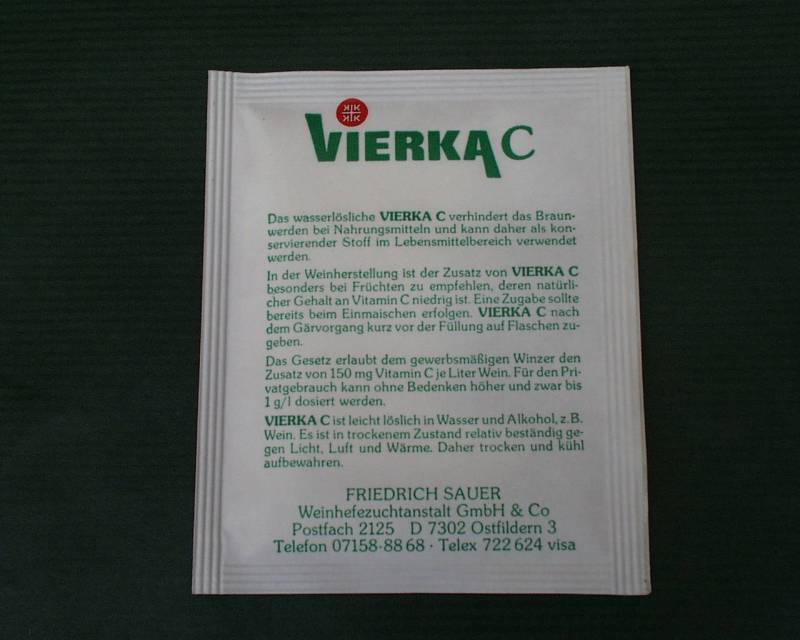 VIERKA C
Das wasserlösliche VIERKA C verhindert das Braun-
werden bei Nahrungsmitteln und kann daher als kon-
servierender Stoff im Lebensmittelbereich verwendet
werden.
In der Weinherstellung ist der Zusatz von VIERKA C
besonders bei Früchten zu empfehlen, deren natürli-
cher Gehalt an Vitamin C niedrig ist. Eine Zugabe sollte
bereits beim Einmaischen erfolgen. VIERKA C nach
dem Gärvorgang kurz vor der Füllung auf Flaschen zu-
geben.
Das Gesetz erlaubt dem gewerbsmäßigen Winzer den
Zusatz von 150 mg Vitamin C je Liter Wein. Für den Pri-
vatgebrauch kann ohne Bedenken höher und zwar bis
1 g/l dosiert werden.
VIERKA C ist leicht löslich in Wasser und Alkohol, z.B.
Wein. Es ist in trockenem Zustand relativ beständig ge-
gen Licht, Luft und Wärme. Daher trocken und kühl
aufbewahren.
FRIEDRICH SAUER
Weinhefezuchtanstalt GmbH & Co
Postfach 2125 D 7302 Ostfildern 3
Telefon 07158-88 68 · Telex 722 624 visa